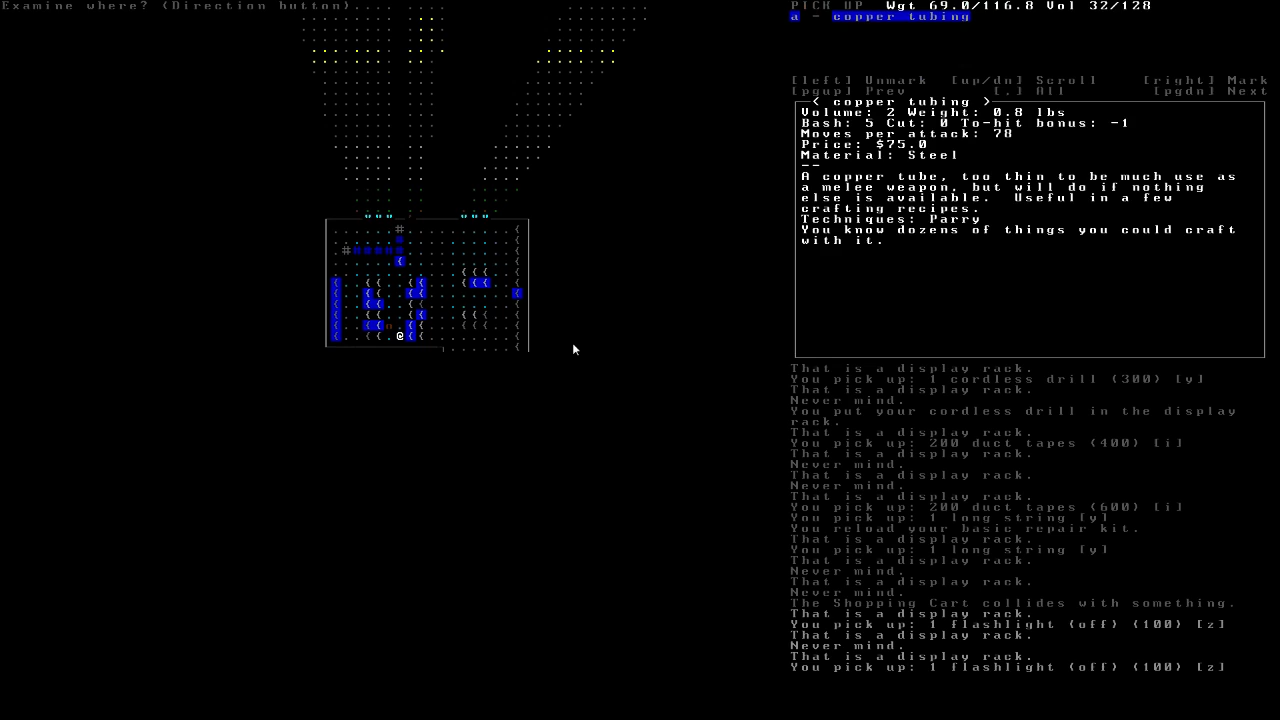 Examine where? (Direction button)
PICK UP  Wgt 69.0/116.8 Vol 32/128
a - copper tubing
[left] Unmark  [up/dn] Scroll  [right] Mark
[pgup] Prev  [.] All  [pgdn] Next
< copper tubing >
Volume: 2 Weight: 0.8 lbs
Bash: 5 Cut: 0 To-hit bonus: -1
Moves per attack: 78
Price: $75.0
Material: Steel
--
A copper tube, too thin to be much use as
a melee weapon, but will do if nothing
else is available.  Useful in a few
crafting recipes.
Techniques: Parry
You know dozens of things you could craft
with it.
That is a display rack.
You pick up: 1 cordless drill (300) [y]
That is a display rack.
Never mind.
You put your cordless drill in the display
rack.
That is a display rack.
You pick up: 200 duct tapes (400) [i]
That is a display rack.
Never mind.
That is a display rack.
Never mind.
That is a display rack.
You pick up: 200 duct tapes (600) [i]
You pick up: 1 long string [y]
You reload your basic repair kit.
That is a display rack.
You pick up: 1 long string [y]
That is a display rack.
Never mind.
That is a display rack.
Never mind.
The Shopping Cart collides with something.
That is a display rack.
You pick up: 1 flashlight (off) (100) [z]
That is a display rack.
Never mind.
That is a display rack.
You pick up: 1 flashlight (off) (100) [z]